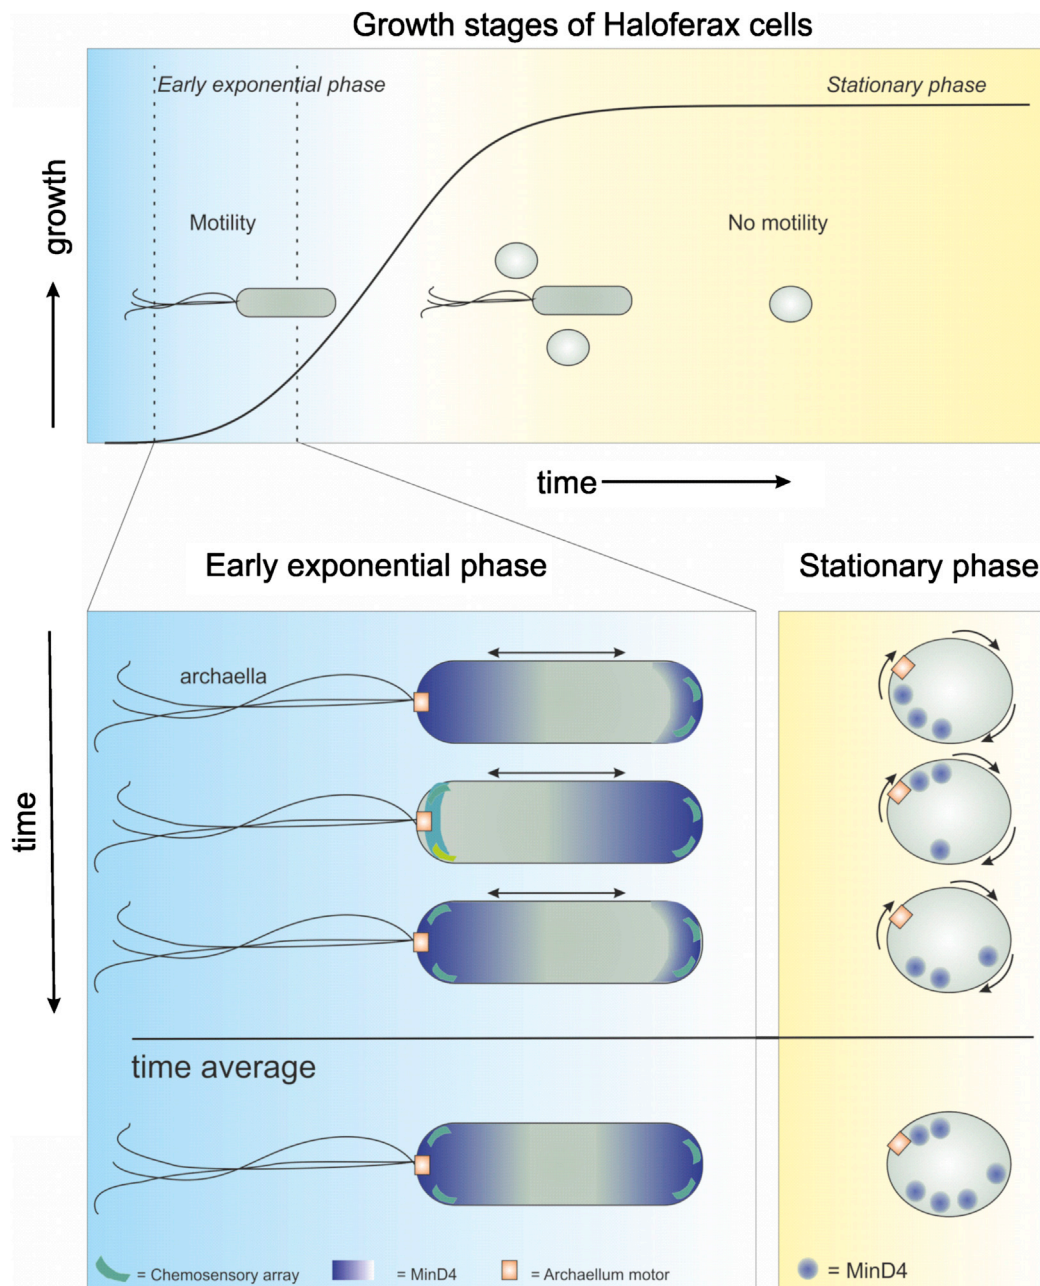 Growth stages of Haloferax cells
Early exponential phase
Stationary phase
growth
Motility
No motility
time
Early exponential phase
Stationary phase
time
archaella
time average
= Chemosensory array
= MinD4
= Archaellum motor
= MinD4